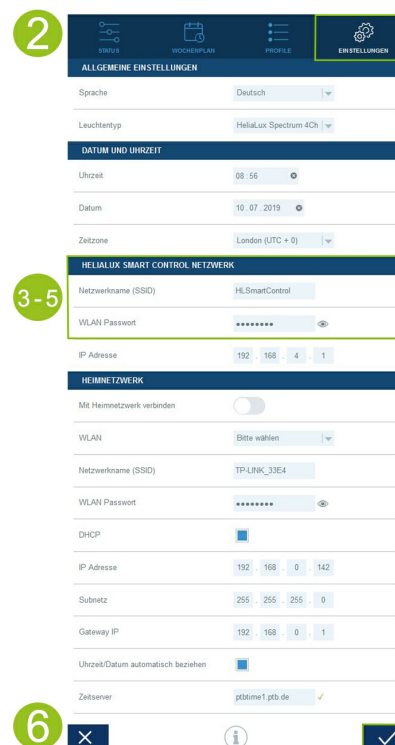 2
STATUS WOCHENPLAN PROFILE EINSTELLUNGEN
ALLGEMEINE EINSTELLUNGEN
Sprache Deutsch
Leuchtentyp HeliaLux Spectrum 4Ch
DATUM UND UHRZEIT
Uhrzeit 08 : 56
Datum 10 . 07 . 2019
Zeitzone London (UTC + 0)
HELIALUX SMART CONTROL NETZWERK
3-5
Netzwerkname (SSID) HLSmartControl
WLAN Passwort ••••••••
IP Adresse 192 . 168 . 4 . 1
HEIMNETZWERK
Mit Heimnetzwerk verbinden
WLAN Bitte wählen
Netzwerkname (SSID) TP-LINK_33E4
WLAN Passwort ••••••••
DHCP
IP Adresse 192 . 168 . 0 . 142
Subnetz 255 . 255 . 255 . 0
Gateway IP 192 . 168 . 0 . 1
Uhrzeit/Datum automatisch beziehen
Zeitserver ptbtime1.ptb.de
6